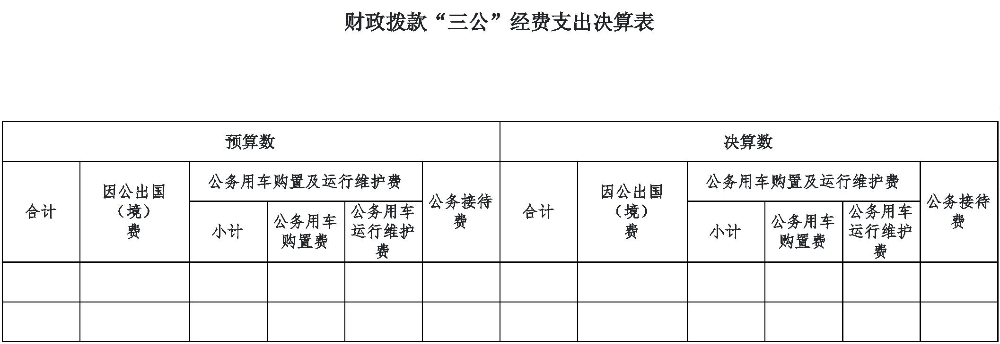 财政拨款“三公”经费支出决算表
预算数
决算数
合计
因公出国
（境）
费
公务用车购置及运行维护费
小计
公务用车
购置费
公务用车
运行维护
费
公务接待
费
合计
因公出国
（境）
费
公务用车购置及运行维护费
小计
公务用车
购置费
公务用车
运行维护
费
公务接待
费